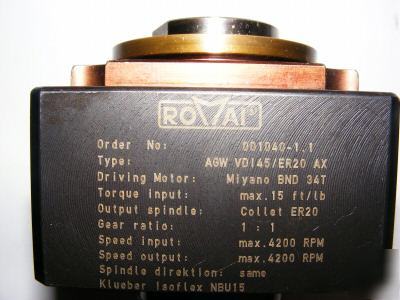 ROVAI
Order No: 001040-1.1
Type: AGW VDI45/ER20 AX
Driving Motor: Miyano BND 34T
Torque input: max.15 ft/lb
Output spindle: Collet ER20
Gear ratio: 1 : 1
Speed input: max.4200 RPM
Speed output: max.4200 RPM
Spindle direktion: same
Klueber Isoflex NBU15